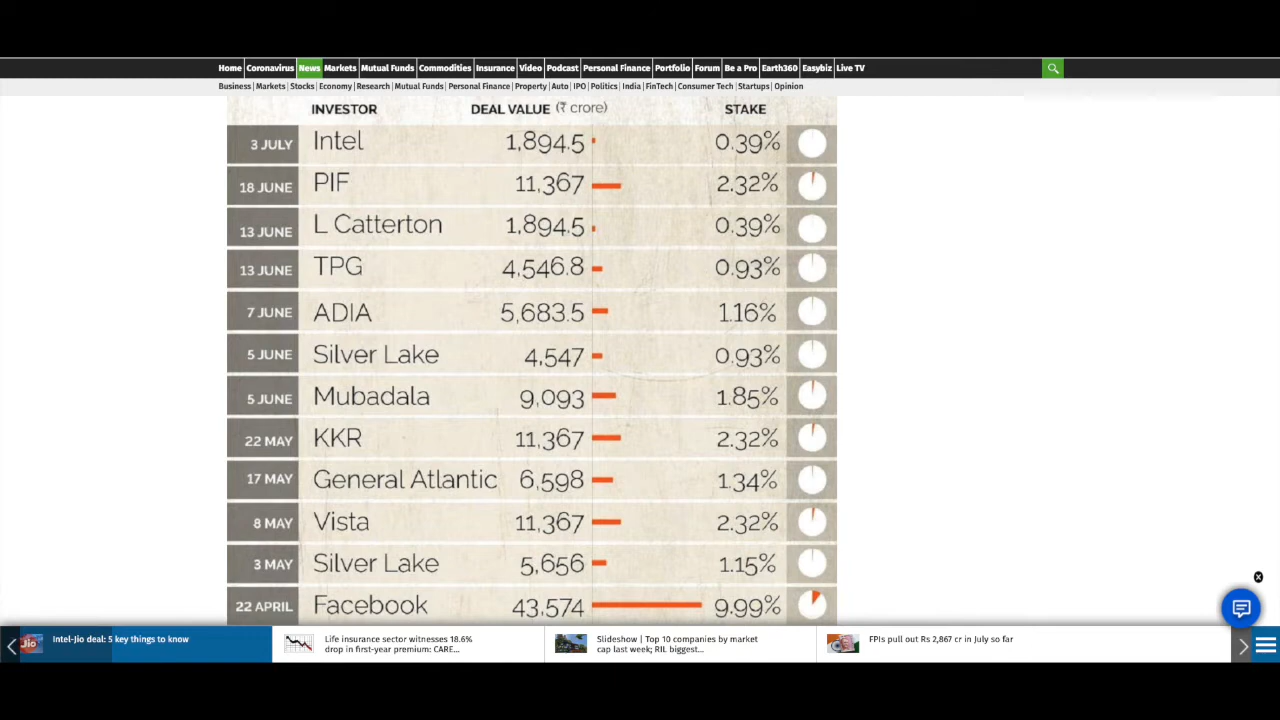 Home Coronavirus News Markets Mutual Funds Commodities Insurance Video Podcast Personal Finance Portfolio Forum Be a Pro Earth360 Easybiz Live TV
Business | Markets | Stocks | Economy | Research | Mutual Funds | Personal Finance | Property | Auto | IPO | Politics | India | FinTech | Consumer Tech | Startups | Opinion
INVESTOR DEAL VALUE (₹ crore) STAKE
3 JULY Intel 1,894.5 0.39%
18 JUNE PIF 11,367 2.32%
13 JUNE L Catterton 1,894.5 0.39%
13 JUNE TPG 4,546.8 0.93%
7 JUNE ADIA 5,683.5 1.16%
5 JUNE Silver Lake 4,547 0.93%
5 JUNE Mubadala 9,093 1.85%
22 MAY KKR 11,367 2.32%
17 MAY General Atlantic 6,598 1.34%
8 MAY Vista 11,367 2.32%
3 MAY Silver Lake 5,656 1.15%
22 APRIL Facebook 43,574 9.99%
Jio
Intel-Jio deal: 5 key things to know
Life insurance sector witnesses 18.6%
drop in first-year premium: CARE...
Slideshow | Top 10 companies by market
cap last week; RIL biggest...
FPIs pull out Rs 2,867 cr in July so far